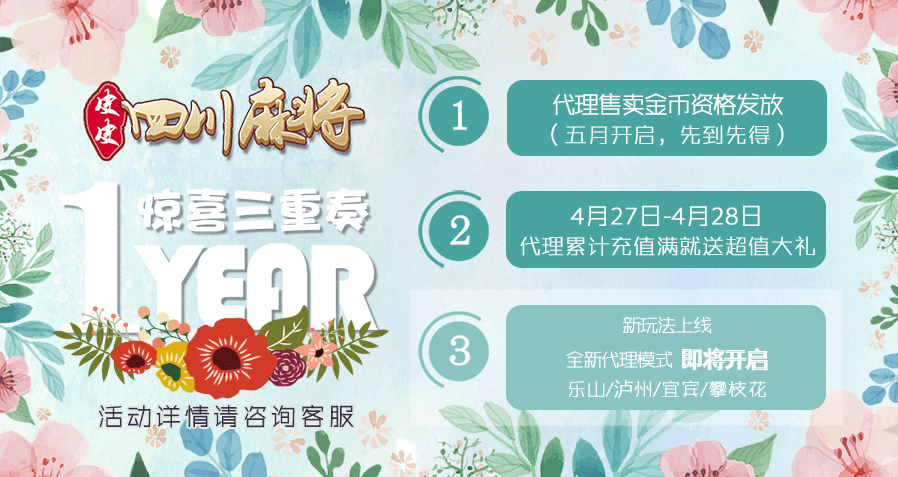 皮皮
四川麻将
惊喜三重奏
1 YEAR
活动详情请咨询客服
1
代理售卖金币资格发放
（五月开启，先到先得）
2
4月27日-4月28日
代理累计充值满就送超值大礼
3
新玩法上线
全新代理模式 即将开启
乐山/泸州/宜宾/攀枝花